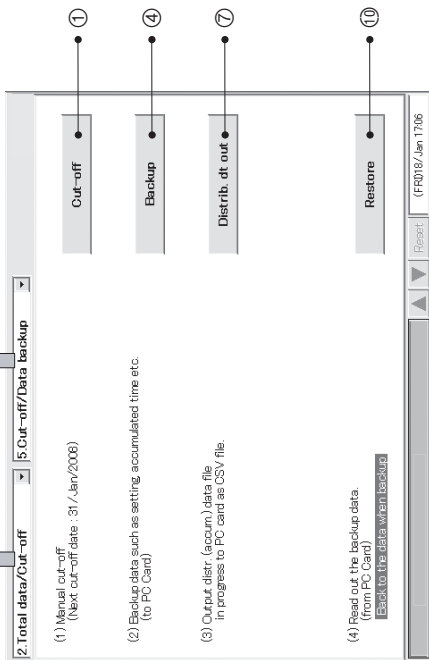 2.Total data/Cut-off
5.Cut-off/Data backup
(1) Manual cut-off
(Next cut-off date : 31/Jan/2008)
Cut-off
①
(2) Backup data such as setting, accumulated time etc.
(to PC Card)
Backup
④
(3) Output distr. (accum.) data file
in progress to PC card as CSV file.
Distrib. dt out
⑦
(4) Read out the backup data.
(from PC Card)
Back to the data when backup
Restore
⑩
Reset
(FRI)18/Jan 17:06